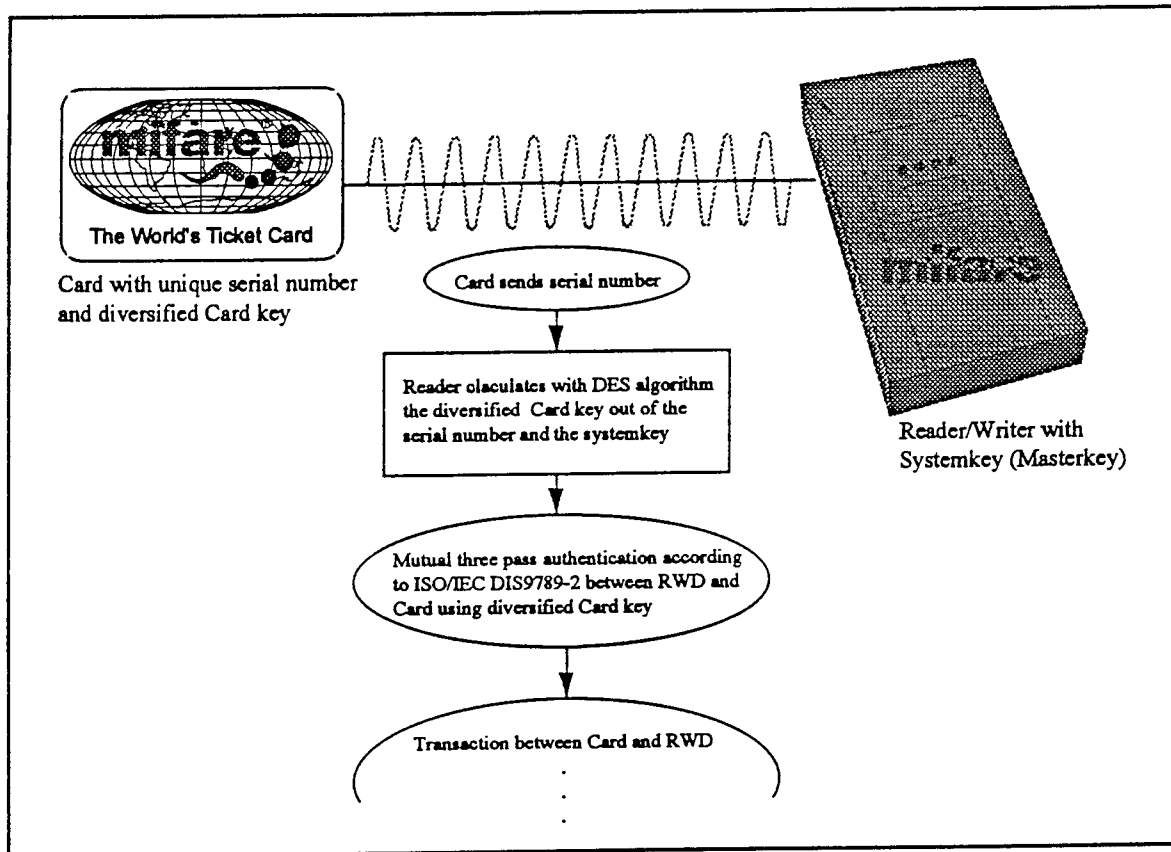 mifare
The World's Ticket Card
Card with unique serial number
and diversified Card key
Card sends serial number
Reader olaculates with DES algorithm
the diversified Card key out of the
serial number and the systemkey
mifare
Reader/Writer with
Systemkey (Masterkey)
Mutual three pass authentication according
to ISO/IEC DIS9789-2 between RWD and
Card using diversified Card key
Transaction between Card and RWD